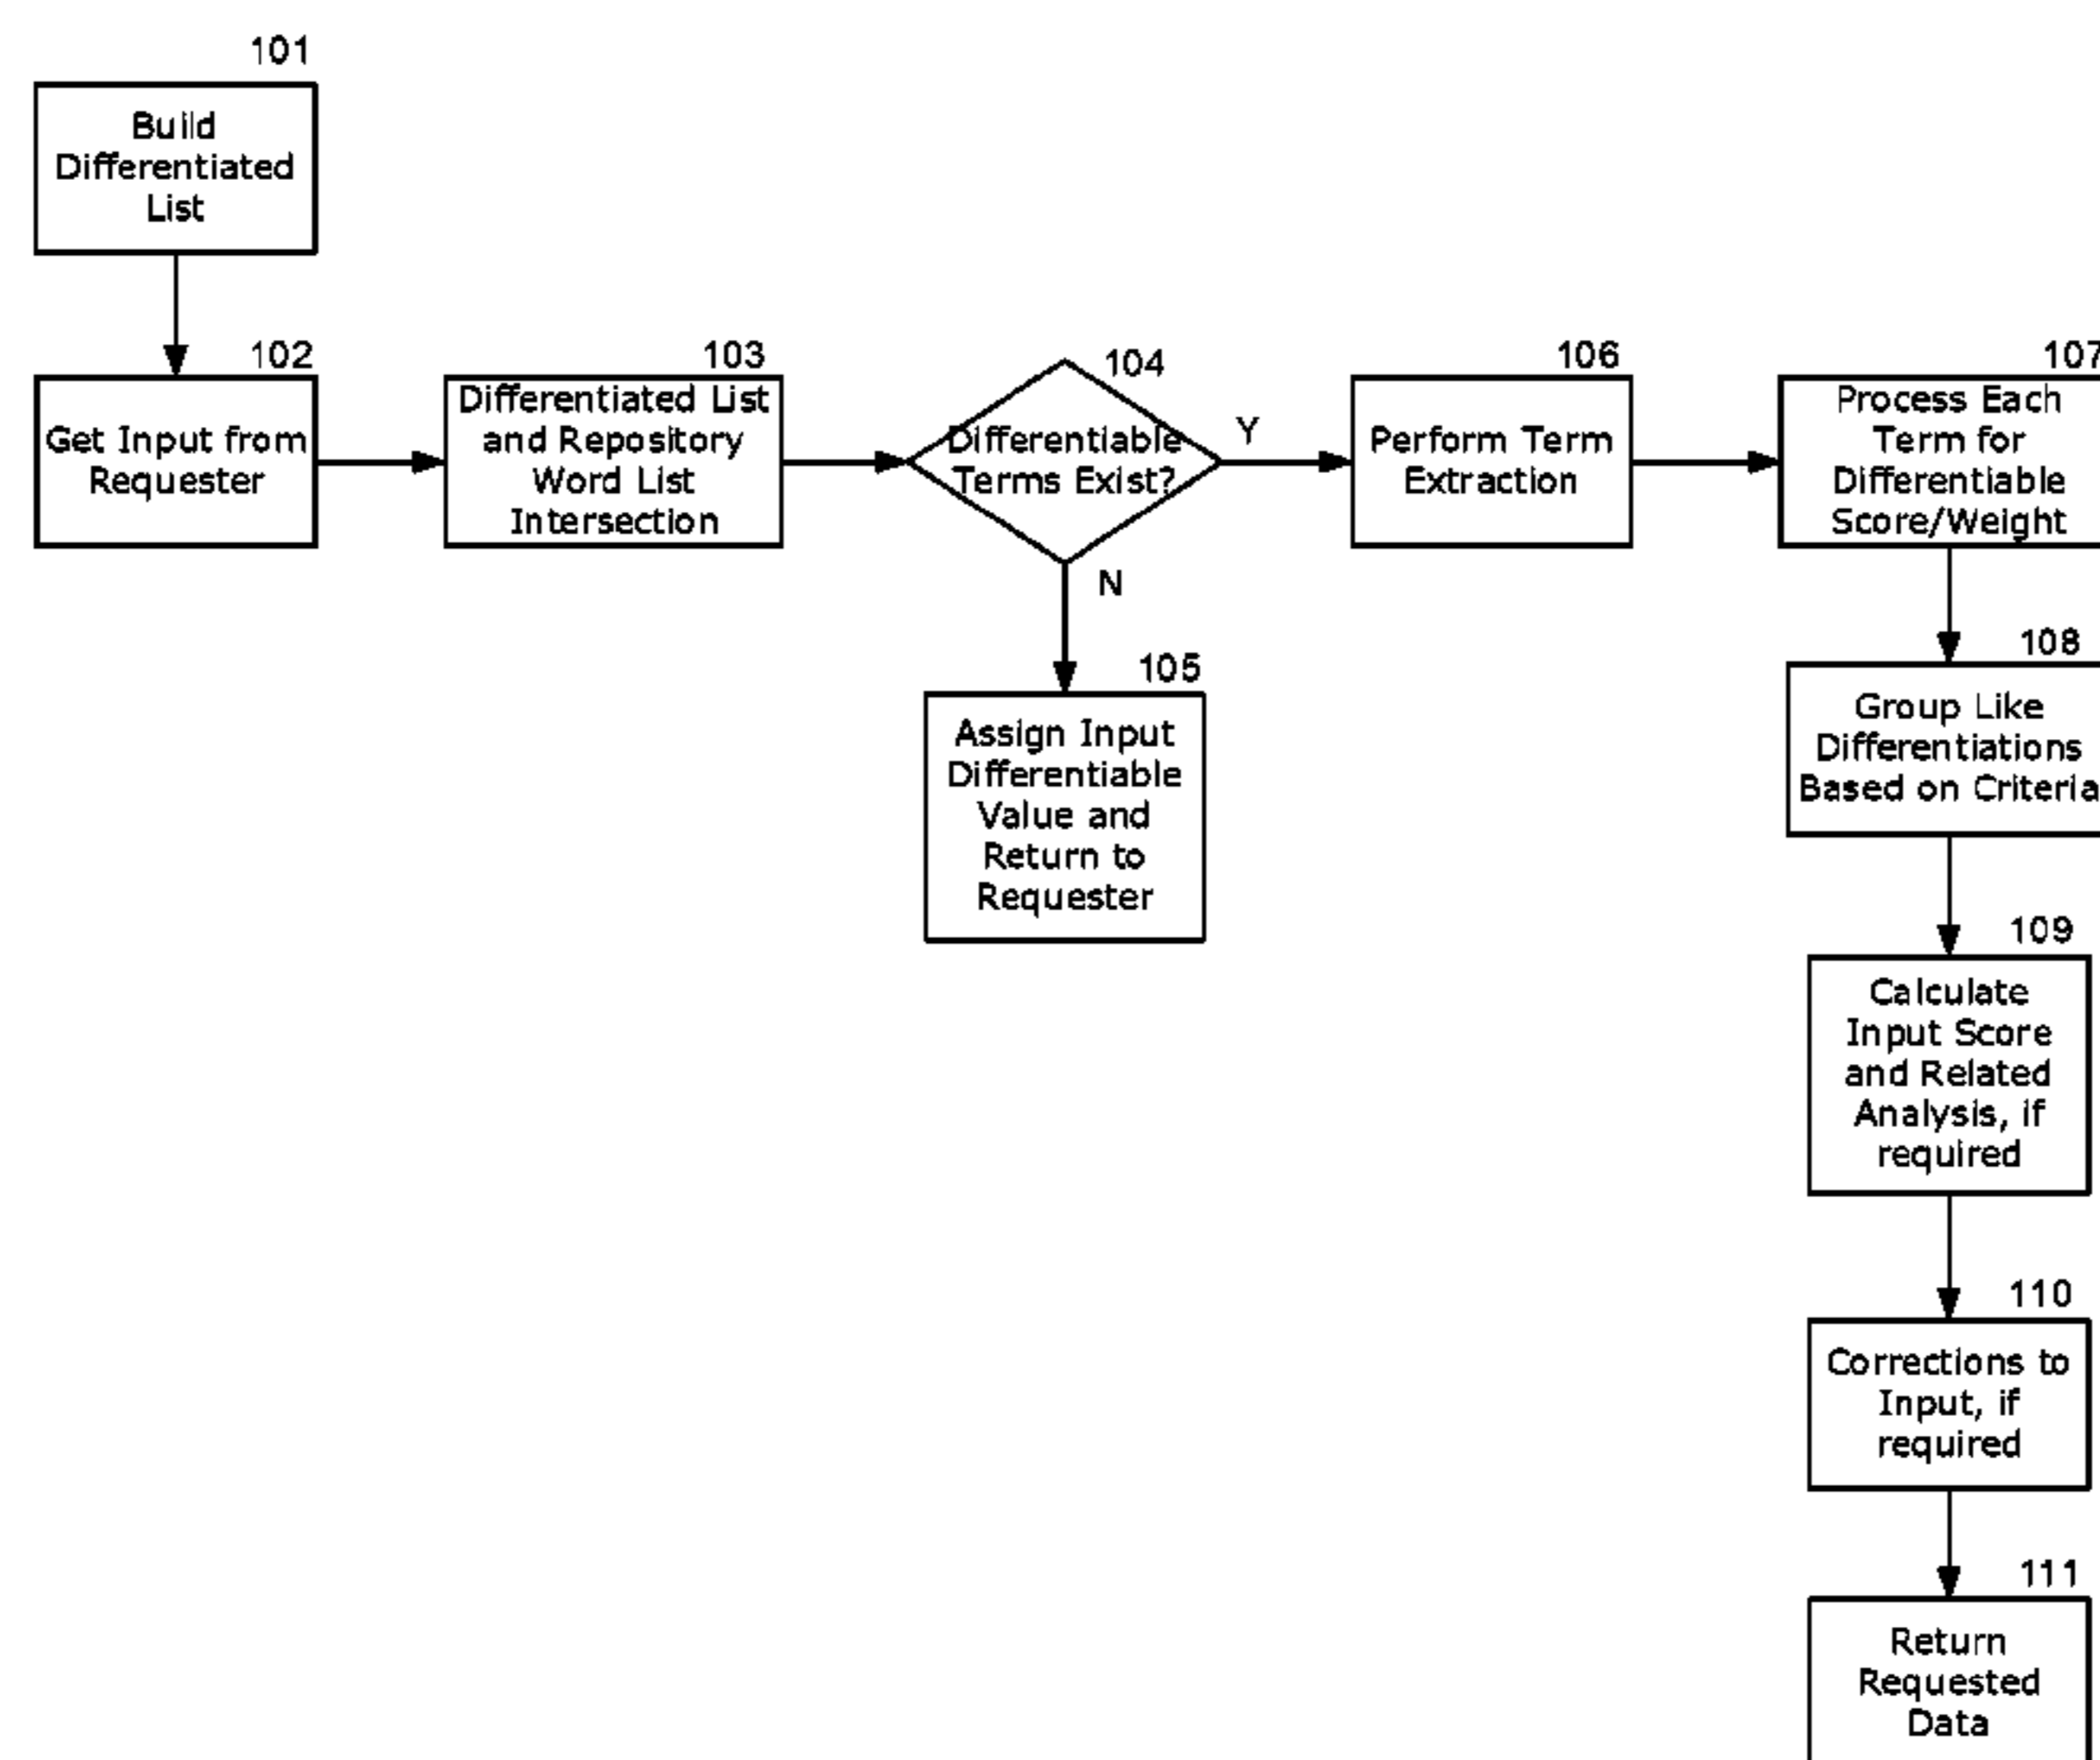 101
Build
Differentiated
List
102
Get Input from
Requester
103
Differentiated List
and Repository
Word List
Intersection
104
Differentiable
Terms Exist?
Y
N
105
Assign Input
Differentiable
Value and
Return to
Requester
106
Perform Term
Extraction
107
Process Each
Term for
Differentiable
Score/Weight
108
Group Like
Differentiations
Based on Criteria
109
Calculate
Input Score
and Related
Analysis, if
required
110
Corrections to
Input, if
required
111
Return
Requested
Data